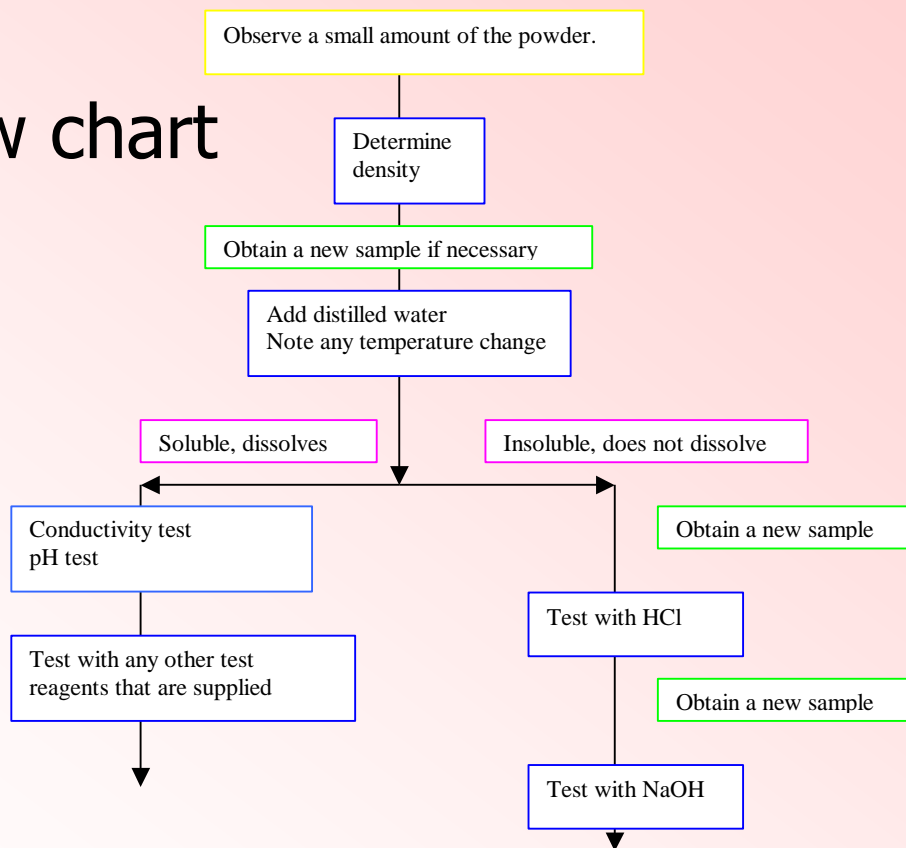 Observe a small amount of the powder.
w chart
Determine
density
Obtain a new sample if necessary
Add distilled water
Note any temperature change
Soluble, dissolves
Insoluble, does not dissolve
Conductivity test
pH test
Obtain a new sample
Test with HCl
Test with any other test
reagents that are supplied
Obtain a new sample
Test with NaOH